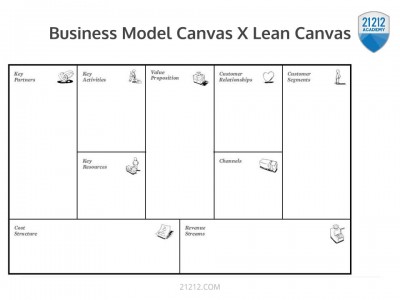 Business Model Canvas X Lean Canvas
21212
ACADEMY
Key
Partners
Key
Activities
Value
Proposition
Customer
Relationships
Customer
Segments
Key
Resources
Channels
Cost
Structure
Revenue
Streams
21212.COM